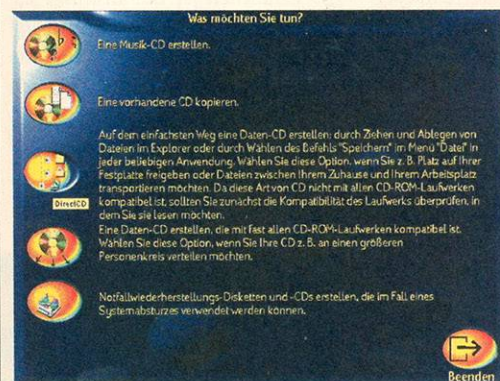 Was möchten Sie tun?
Eine Musik-CD erstellen.
Eine vorhandene CD kopieren.
Auf dem einfachsten Weg eine Daten-CD erstellen: durch Ziehen und Ablegen von
Dateien im Explorer oder durch Wählen des Befehls "Speichern" im Menü "Datei" in
jeder beliebigen Anwendung. Wählen Sie diese Option, wenn Sie z. B. Platz auf Ihrer
Festplatte freigeben oder Dateien zwischen Ihrem Zuhause und Ihrem Arbeitsplatz
transportieren möchten. Da diese Art von CD nicht mit allen CD-ROM-Laufwerken
kompatibel ist, sollten Sie zunächst die Kompatibilität des Laufwerks überprüfen, in
dem Sie sie lesen möchten.
DirectCD
Eine Daten-CD erstellen, die mit fast allen CD-ROM-Laufwerken kompatibel ist.
Wählen Sie diese Option, wenn Sie Ihre CD z. B. an einen größeren
Personenkreis verteilen möchten.
Notfallwiederherstellungs-Disketten und -CDs erstellen, die im Fall eines
Systemabsturzes verwendet werden können.
Beenden